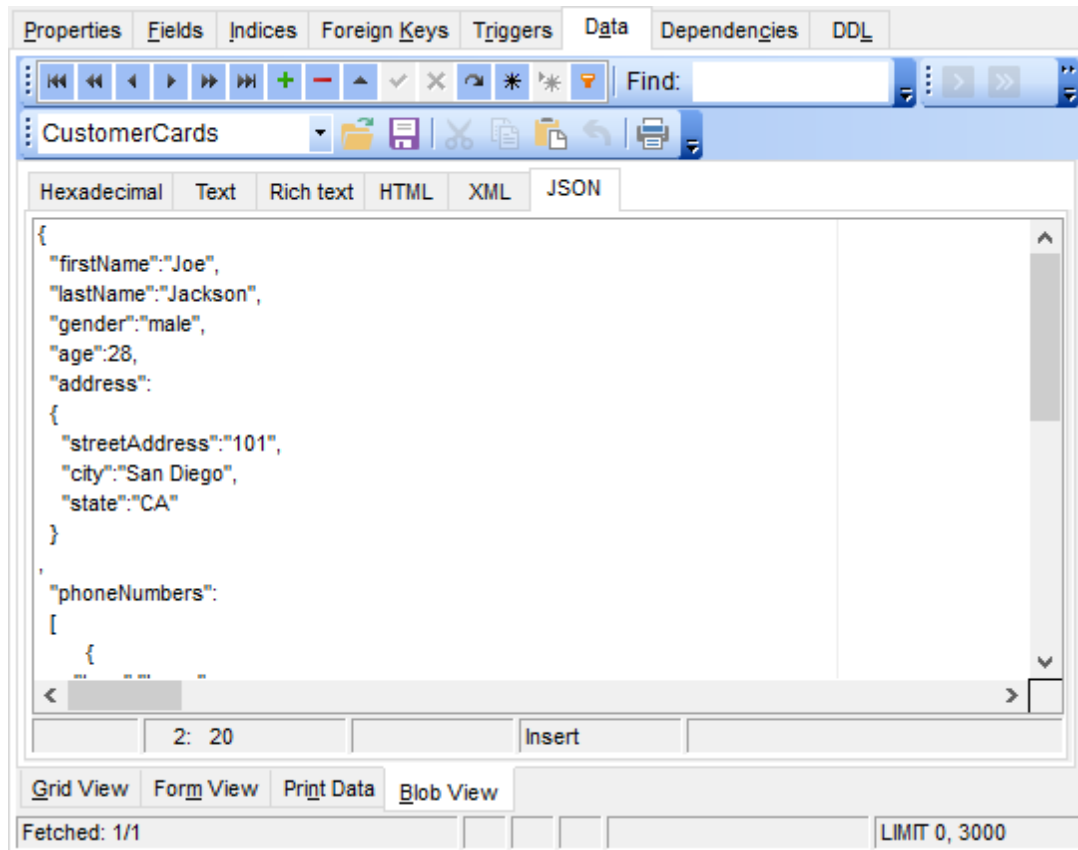 Properties Fields Indices Foreign Keys Triggers Data Dependencies DDL
Find:
CustomerCards
Hexadecimal Text Rich text HTML XML JSON
{
"firstName":"Joe",
"lastName":"Jackson",
"gender":"male",
"age":28,
"address":
{
"streetAddress":"101",
"city":"San Diego",
"state":"CA"
}
,
"phoneNumbers":
[
{
2: 20 Insert
Grid View Form View Print Data Blob View
Fetched: 1/1 LIMIT 0, 3000